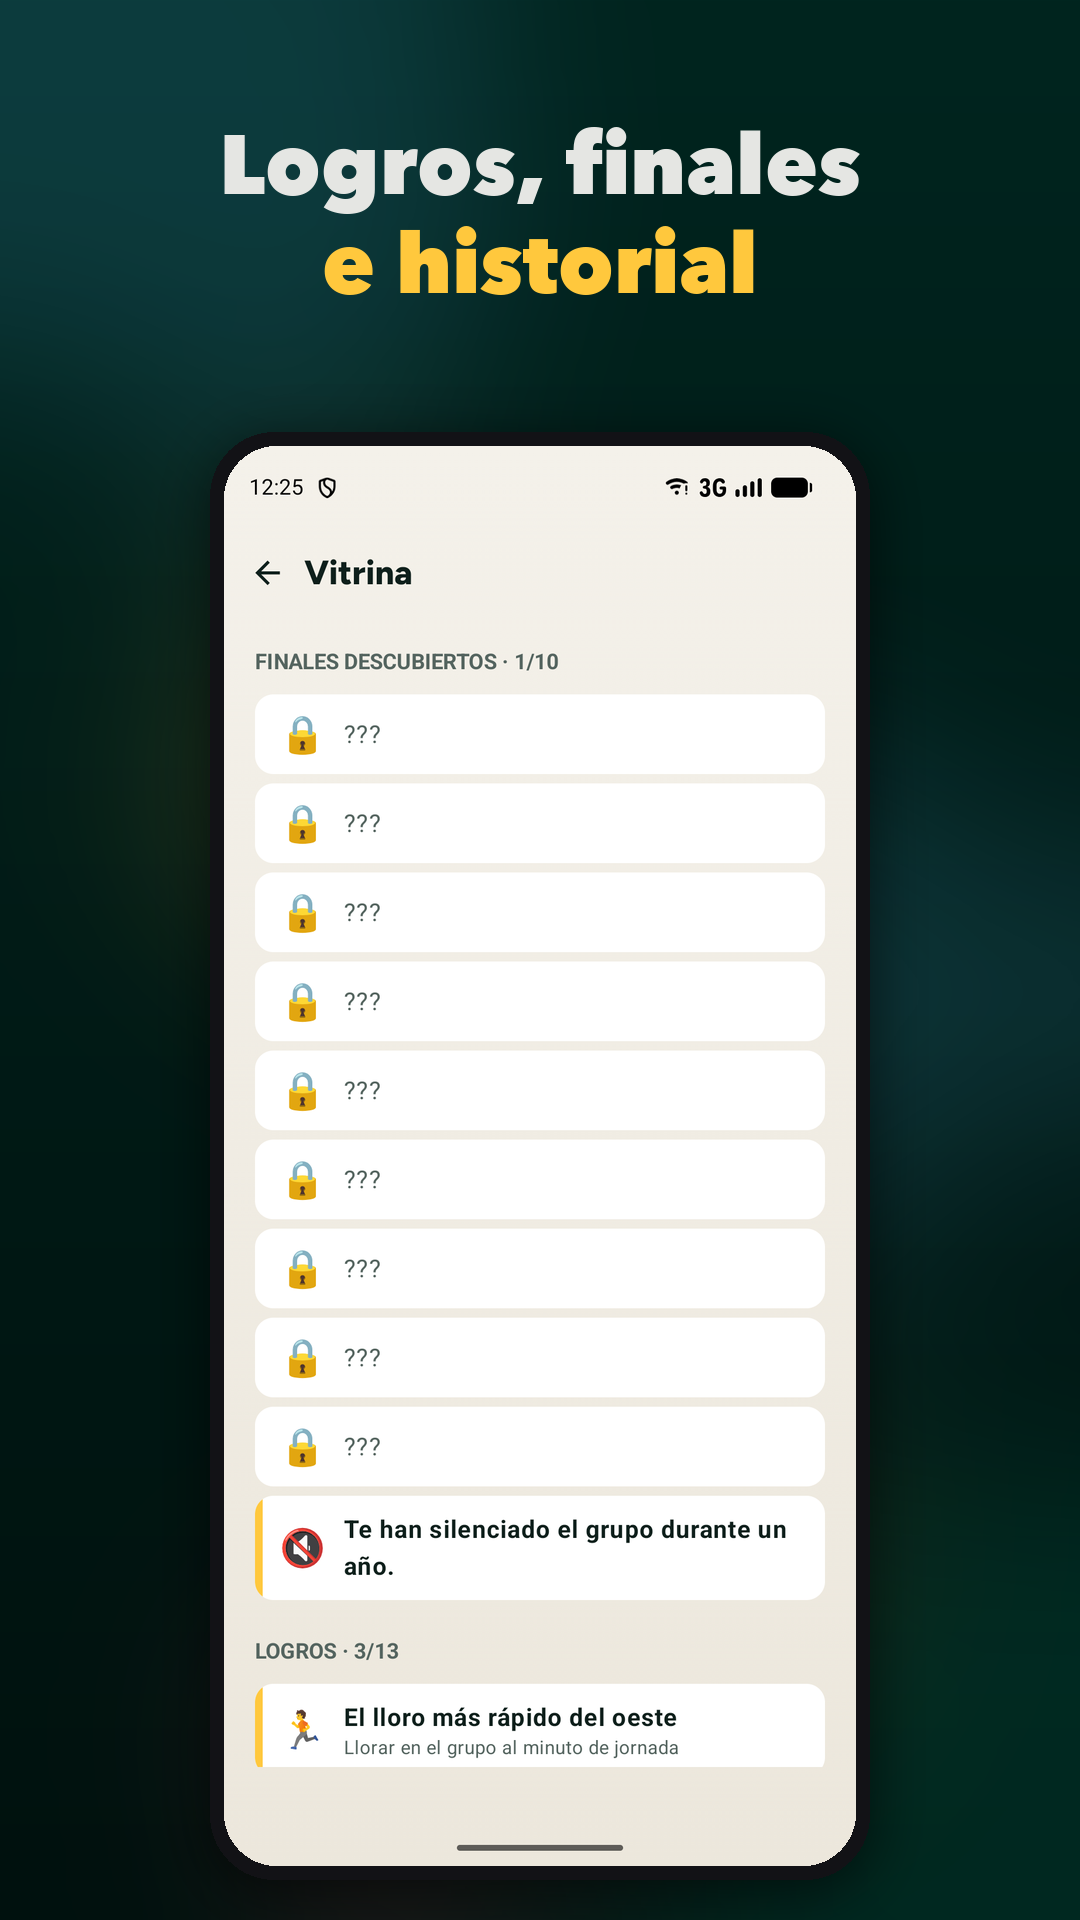 Logros, finales
e historial
12:25
3G
Vitrina
FINALES DESCUBIERTOS · 1/10
???
???
???
???
???
???
???
???
???
Te han silenciado el grupo durante un
año.
LOGROS · 3/13
El lloro más rápido del oeste
Llorar en el grupo al minuto de jornada